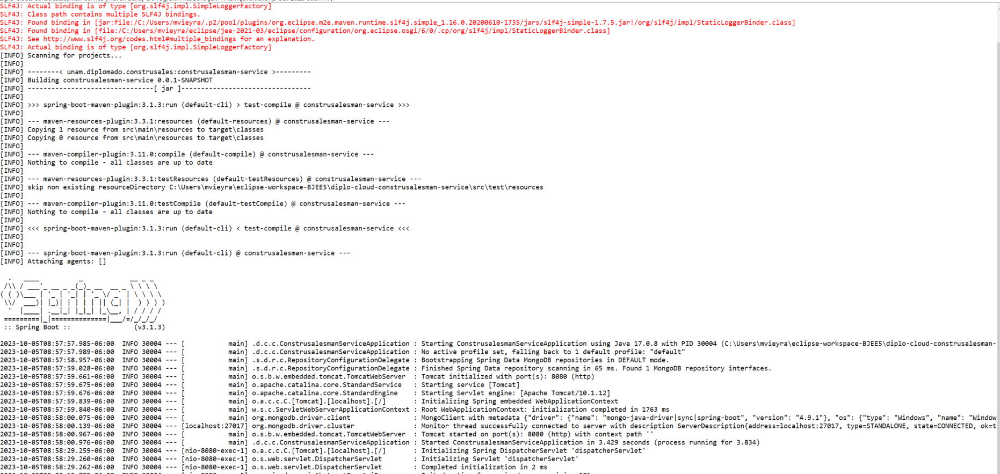 SLF4J: Actual binding is of type [org.slf4j.impl.SimpleLoggerFactory]
SLF4J: Class path contains multiple SLF4J bindings.
SLF4J: Found binding in [jar:file:/C:/Users/mvieyra/.p2/pool/plugins/org.eclipse.m2e.maven.runtime.slf4j.simple_1.16.0.20200610-1735/jars/slf4j-simple-1.7.5.jar!/org/slf4j/impl/StaticLoggerBinder.class]
SLF4J: Found binding in [file:/C:/Users/mvieyra/eclipse/jee-2021-03/eclipse/configuration/org.eclipse.osgi/6/0/.cp/org/slf4j/impl/StaticLoggerBinder.class]
SLF4J: See http://www.slf4j.org/codes.html#multiple_bindings for an explanation.
SLF4J: Actual binding is of type [org.slf4j.impl.SimpleLoggerFactory]
[INFO] Scanning for projects...
[INFO]
[INFO] --------< unam.diplomado.construsales:construsalesman-service >---------
[INFO] Building construsalesman-service 0.0.1-SNAPSHOT
[INFO] --------------------------------[ jar ]---------------------------------
[INFO]
[INFO] >>> spring-boot-maven-plugin:3.1.3:run (default-cli) > test-compile @ construsalesman-service >>>
[INFO]
[INFO] --- maven-resources-plugin:3.3.1:resources (default-resources) @ construsalesman-service ---
[INFO] Copying 1 resource from src\main\resources to target\classes
[INFO] Copying 0 resource from src\main\resources to target\classes
[INFO]
[INFO] --- maven-compiler-plugin:3.11.0:compile (default-compile) @ construsalesman-service ---
[INFO] Nothing to compile - all classes are up to date
[INFO]
[INFO] --- maven-resources-plugin:3.3.1:testResources (default-testResources) @ construsalesman-service ---
[INFO] skip non existing resourceDirectory C:\Users\mvieyra\eclipse-workspace-BJEE5\diplo-cloud-construsalesman-service\src\test\resources
[INFO]
[INFO] --- maven-compiler-plugin:3.11.0:testCompile (default-testCompile) @ construsalesman-service ---
[INFO] Nothing to compile - all classes are up to date
[INFO]
[INFO] <<< spring-boot-maven-plugin:3.1.3:run (default-cli) < test-compile @ construsalesman-service <<<
[INFO]
[INFO]
[INFO] --- spring-boot-maven-plugin:3.1.3:run (default-cli) @ construsalesman-service ---
[INFO] Attaching agents: []
  .   ____          _            __ _ _
 /\\ / ___'_ __ _ _(_)_ __  __ _ \ \ \ \
( ( )\___ | '_ | '_| | '_ \/ _` | \ \ \ \
 \\/  ___)| |_)| | | | | || (_| |  ) ) ) )
  '  |____| .__|_| |_|_| |_\__, | / / / /
 =========|_|==============|___/=/_/_/_/
 :: Spring Boot ::                (v3.1.3)
2023-10-05T08:57:57.985-06:00  INFO 30004 --- [           main] .d.c.c.ConstrusalesmanServiceApplication : Starting ConstrusalesmanServiceApplication using Java 17.0.8 with PID 30004 (C:\Users\mvieyra\eclipse-workspace-BJEE5\diplo-cloud-construsalesman-
2023-10-05T08:57:57.989-06:00  INFO 30004 --- [           main] .d.c.c.ConstrusalesmanServiceApplication : No active profile set, falling back to 1 default profile: "default"
2023-10-05T08:57:58.957-06:00  INFO 30004 --- [           main] .s.d.r.c.RepositoryConfigurationDelegate : Bootstrapping Spring Data MongoDB repositories in DEFAULT mode.
2023-10-05T08:57:59.028-06:00  INFO 30004 --- [           main] .s.d.r.c.RepositoryConfigurationDelegate : Finished Spring Data repository scanning in 65 ms. Found 1 MongoDB repository interfaces.
2023-10-05T08:57:59.661-06:00  INFO 30004 --- [           main] o.s.b.w.embedded.tomcat.TomcatWebServer  : Tomcat initialized with port(s): 8080 (http)
2023-10-05T08:57:59.675-06:00  INFO 30004 --- [           main] o.apache.catalina.core.StandardService   : Starting service [Tomcat]
2023-10-05T08:57:59.676-06:00  INFO 30004 --- [           main] o.apache.catalina.core.StandardEngine    : Starting Servlet engine: [Apache Tomcat/10.1.12]
2023-10-05T08:57:59.839-06:00  INFO 30004 --- [           main] o.a.c.c.C.[Tomcat].[localhost].[/]       : Initializing Spring embedded WebApplicationContext
2023-10-05T08:57:59.840-06:00  INFO 30004 --- [           main] w.s.c.ServletWebServerApplicationContext : Root WebApplicationContext: initialization completed in 1763 ms
2023-10-05T08:58:00.075-06:00  INFO 30004 --- [           main] org.mongodb.driver.client                : MongoClient with metadata {"driver": {"name": "mongo-java-driver|sync|spring-boot", "version": "4.9.1"}, "os": {"type": "Windows", "name": "Window
2023-10-05T08:58:00.139-06:00  INFO 30004 --- [localhost:27017] org.mongodb.driver.cluster               : Monitor thread successfully connected to server with description ServerDescription{address=localhost:27017, type=STANDALONE, state=CONNECTED, ok=t
2023-10-05T08:58:00.967-06:00  INFO 30004 --- [           main] o.s.b.w.embedded.tomcat.TomcatWebServer  : Tomcat started on port(s): 8080 (http) with context path ''
2023-10-05T08:58:00.976-06:00  INFO 30004 --- [           main] .d.c.c.ConstrusalesmanServiceApplication : Started ConstrusalesmanServiceApplication in 3.429 seconds (process running for 3.834)
2023-10-05T08:58:29.259-06:00  INFO 30004 --- [nio-8080-exec-1] o.a.c.c.C.[Tomcat].[localhost].[/]       : Initializing Spring DispatcherServlet 'dispatcherServlet'
2023-10-05T08:58:29.260-06:00  INFO 30004 --- [nio-8080-exec-1] o.s.web.servlet.DispatcherServlet        : Initializing Servlet 'dispatcherServlet'
2023-10-05T08:58:29.262-06:00  INFO 30004 --- [nio-8080-exec-1] o.s.web.servlet.DispatcherServlet        : Completed initialization in 2 ms